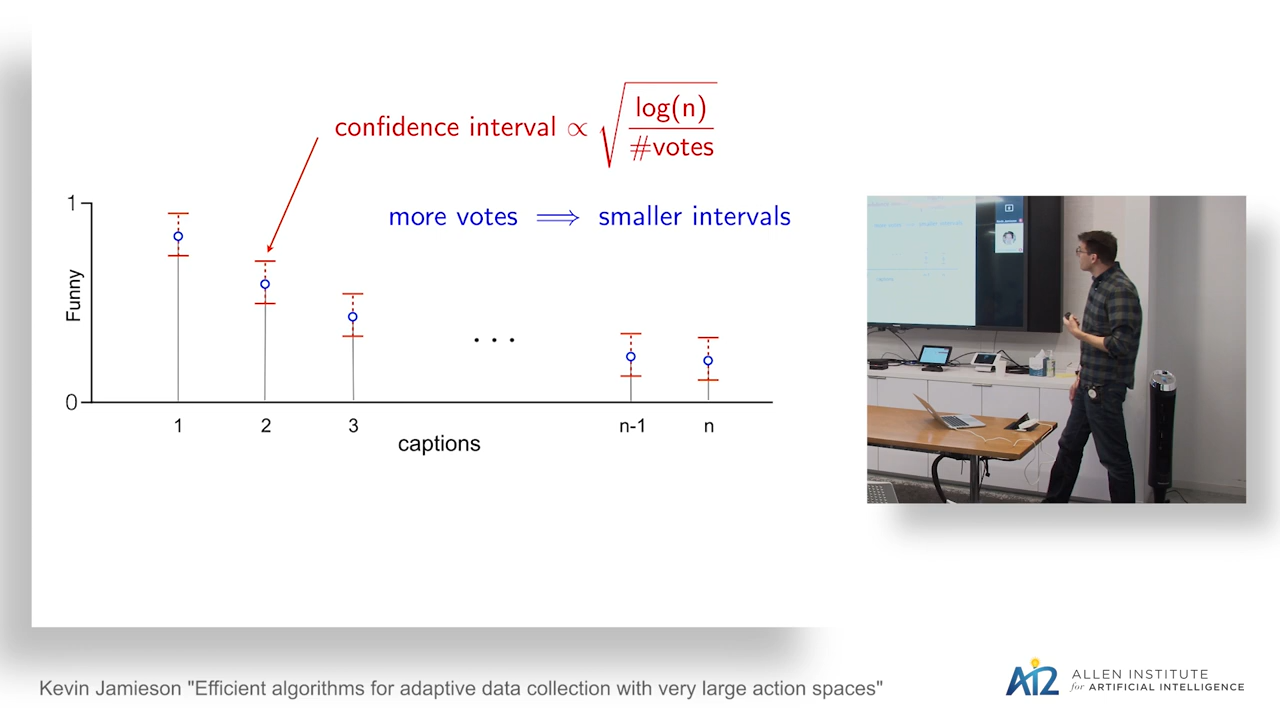 confidence interval ∝ √(log(n)/#votes)
more votes ⟹ smaller intervals
1
Funny
0
1 2 3 . . . n-1 n
captions
Kevin Jamieson "Efficient algorithms for adaptive data collection with very large action spaces"
AI2 ALLEN INSTITUTE
for ARTIFICIAL INTELLIGENCE